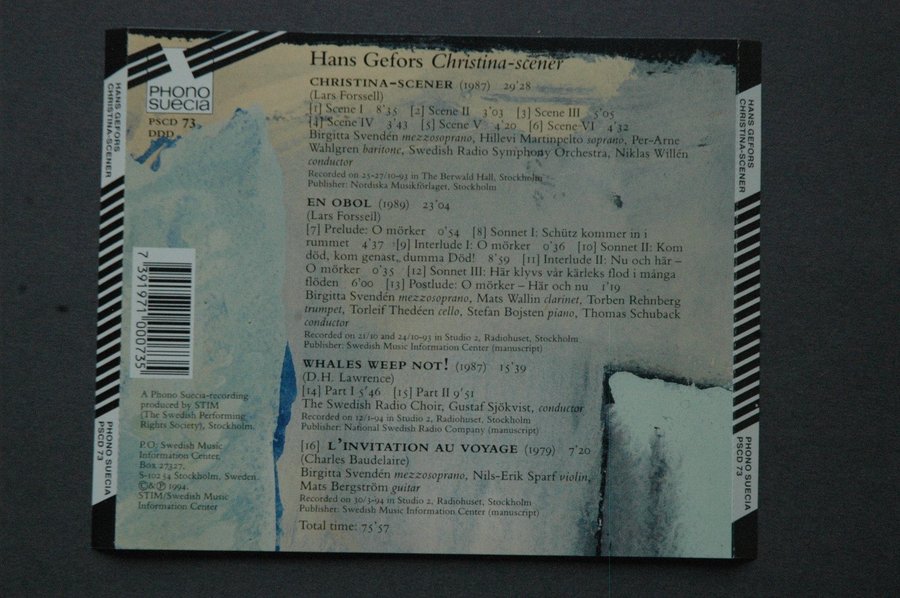 PHONO
SUECIA
PSCD 73
DDD
HANS GEFORS
CHRISTINA-SCENER
PHONO SUECIA
PSCD 73
7 391971 000735
Hans Gefors Christina-scener
CHRISTINA-SCENER (1987) 29'28
(Lars Forssell)
[1] Scene I 8'35 [2] Scene II 3'03 [3] Scene III 5'05
[4] Scene IV 3'43 [5] Scene V 4'20 [6] Scene VI 4'32
Birgitta Svendén mezzosoprano, Hillevi Martinpelto soprano, Per-Arne
Wahlgren baritone, Swedish Radio Symphony Orchestra, Niklas Willén
conductor
Recorded on 25-27/10-93 in The Berwald Hall, Stockholm
Publisher: Nordiska Musikförlaget, Stockholm
EN OBOL (1989) 23'04
(Lars Forssell)
[7] Prelude: O mörker 0'54 [8] Sonnet I: Schütz kommer in i
rummet 4'37 [9] Interlude I: O mörker 0'36 [10] Sonnet II: Kom
död, kom genast, dumma Död! 8'59 [11] Interlude II: Nu och här –
O mörker 0'35 [12] Sonnet III: Här klyvs vår kärleks flod i många
flöden 6'00 [13] Postlude: O mörker – Här och nu 1'19
Birgitta Svendén mezzosoprano, Mats Wallin clarinet, Torben Rehnberg
trumpet, Torleif Thedéen cello, Stefan Bojsten piano, Thomas Schuback
conductor
Recorded on 21/10 and 24/10-93 in Studio 2, Radiohuset, Stockholm
Publisher: Swedish Music Information Center (manuscript)
WHALES WEEP NOT! (1987) 15'39
(D.H. Lawrence)
[14] Part I 5'46 [15] Part II 9'51
The Swedish Radio Choir, Gustaf Sjökvist, conductor
Recorded on 12/1-94 in Studio 2, Radiohuset, Stockholm
Publisher: National Swedish Radio Company (manuscript)
[16] L'INVITATION AU VOYAGE (1979) 7'20
(Charles Baudelaire)
Birgitta Svendén mezzosoprano, Nils-Erik Sparf violin,
Mats Bergström guitar
Recorded on 30/3-94 in Studio 2, Radiohuset, Stockholm
Publisher: Swedish Music Information Center (manuscript)
Total time: 75'57
A Phono Suecia-recording
produced by STIM
(The Swedish Performing
Rights Society), Stockholm.
P.O: Swedish Music
Information Center,
Box 27327,
S-102 54 Stockholm, Sweden
©&℗ 1994.
STIM/Swedish Music
Information Center
HANS GEFORS
CHRISTINA-SCENER
PHONO SUECIA
PSCD 73